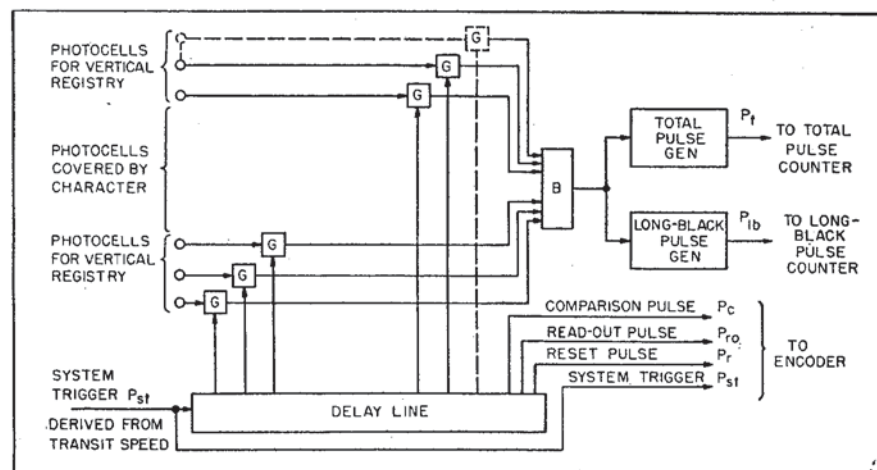 PHOTOCELLS
FOR VERTICAL
REGISTRY
G
G
G
PHOTOCELLS
COVERED BY
CHARACTER
PHOTOCELLS
FOR VERTICAL
REGISTRY
G
G
G
B
TOTAL
PULSE
GEN
Pt
TO TOTAL
PULSE
COUNTER
LONG-BLACK
PULSE
GEN
Plb
TO LONG-
BLACK
PULSE
COUNTER
COMPARISON PULSE Pc
READ-OUT PULSE Pro
RESET PULSE Pr
SYSTEM TRIGGER Pst
TO
ENCODER
SYSTEM
TRIGGER Pst
DERIVED FROM
TRANSIT SPEED
DELAY LINE